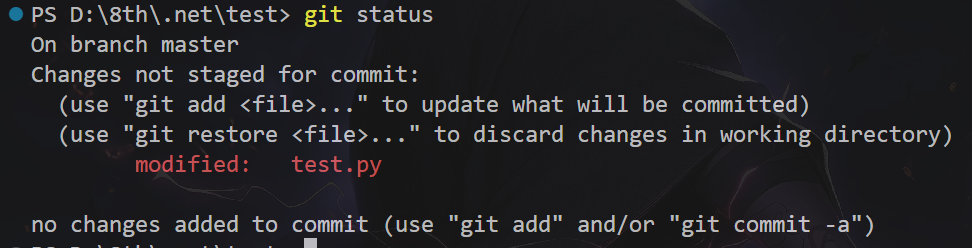 PS D:\8th\.net\test> git status
On branch master
Changes not staged for commit:
  (use "git add <file>..." to update what will be committed)
  (use "git restore <file>..." to discard changes in working directory)
        modified:   test.py

no changes added to commit (use "git add" and/or "git commit -a")